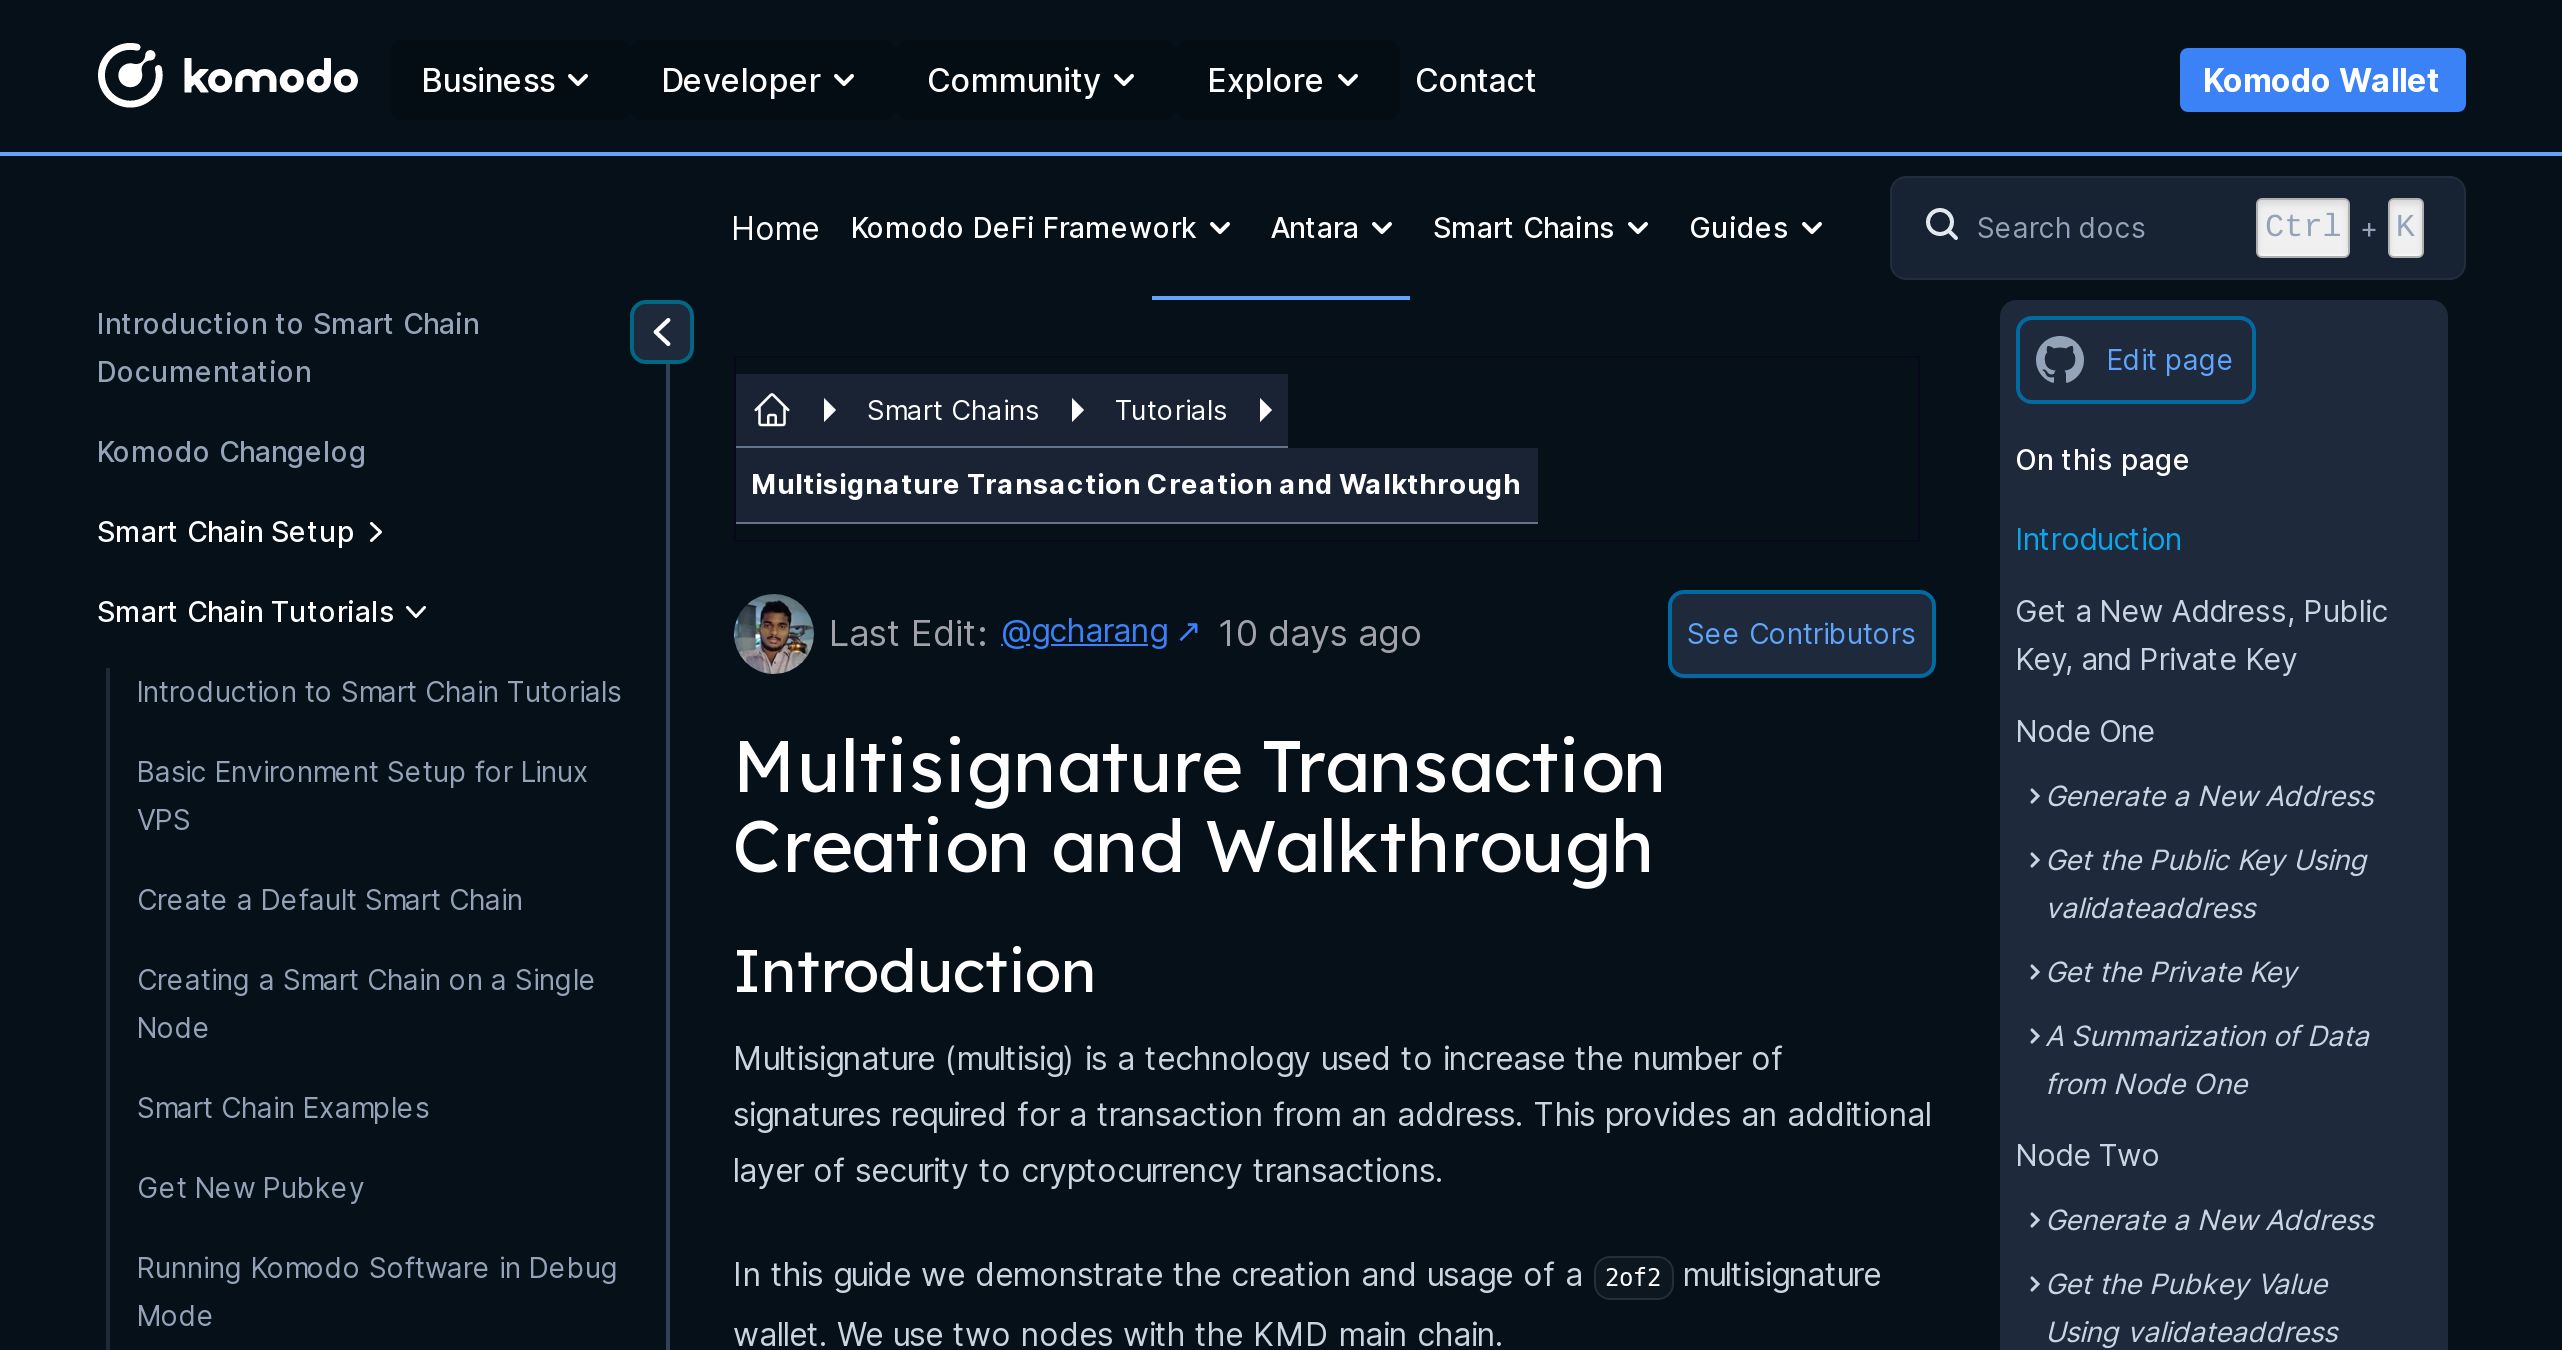 komodo
Business
Developer
Community
Explore
Contact
Komodo Wallet
Home
Komodo DeFi Framework
Antara
Smart Chains
Guides
Search docs
Ctrl + K
Introduction to Smart Chain
Documentation
Komodo Changelog
Smart Chain Setup
Smart Chain Tutorials
Introduction to Smart Chain Tutorials
Basic Environment Setup for Linux
VPS
Create a Default Smart Chain
Creating a Smart Chain on a Single
Node
Smart Chain Examples
Get New Pubkey
Running Komodo Software in Debug
Mode
Smart Chains
Tutorials
Multisignature Transaction Creation and Walkthrough
Last Edit: @gcharang ↗ 10 days ago
See Contributors
Multisignature Transaction
Creation and Walkthrough
Introduction
Multisignature (multisig) is a technology used to increase the number of
signatures required for a transaction from an address. This provides an additional
layer of security to cryptocurrency transactions.
In this guide we demonstrate the creation and usage of a 2of2 multisignature
wallet. We use two nodes with the KMD main chain.
Edit page
On this page
Introduction
Get a New Address, Public
Key, and Private Key
Node One
Generate a New Address
Get the Public Key Using
validateaddress
Get the Private Key
A Summarization of Data
from Node One
Node Two
Generate a New Address
Get the Pubkey Value
Using validateaddress